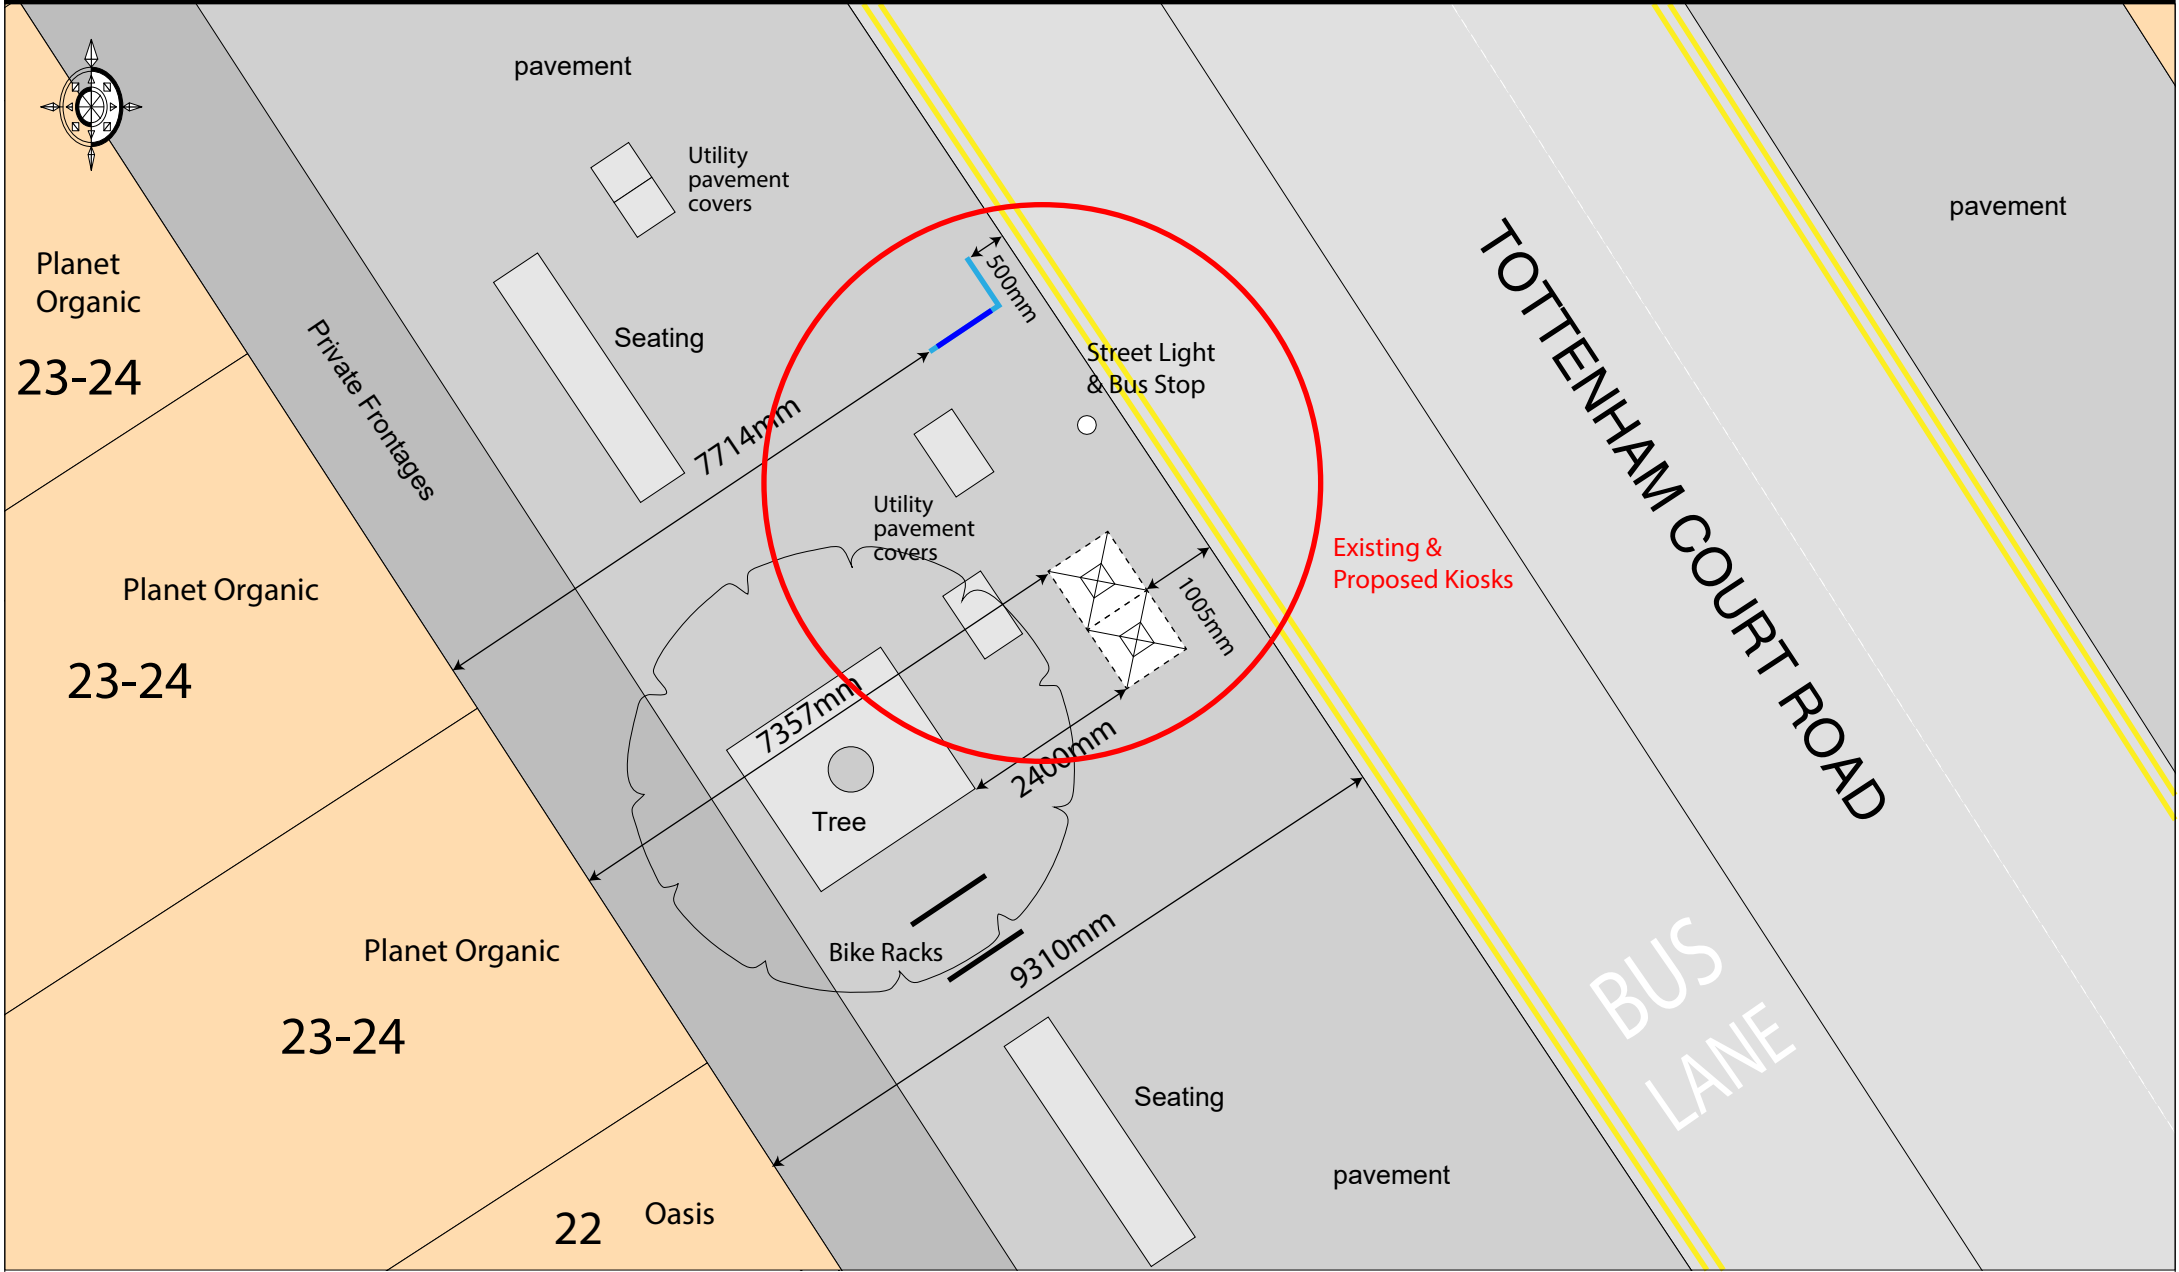 pavement
Utility
pavement
covers
pavement
Planet
Organic
23-24
Private Frontages
Seating
500mm
Street Light
& Bus Stop
7714mm
TOTTENHAM COURT ROAD
Utility
pavement
covers
Existing &
Proposed Kiosks
Planet Organic
23-24
1005mm
7357mm
2400mm
Tree
Planet Organic
23-24
Bike Racks
9310mm
BUS
LANE
Seating
pavement
22
Oasis